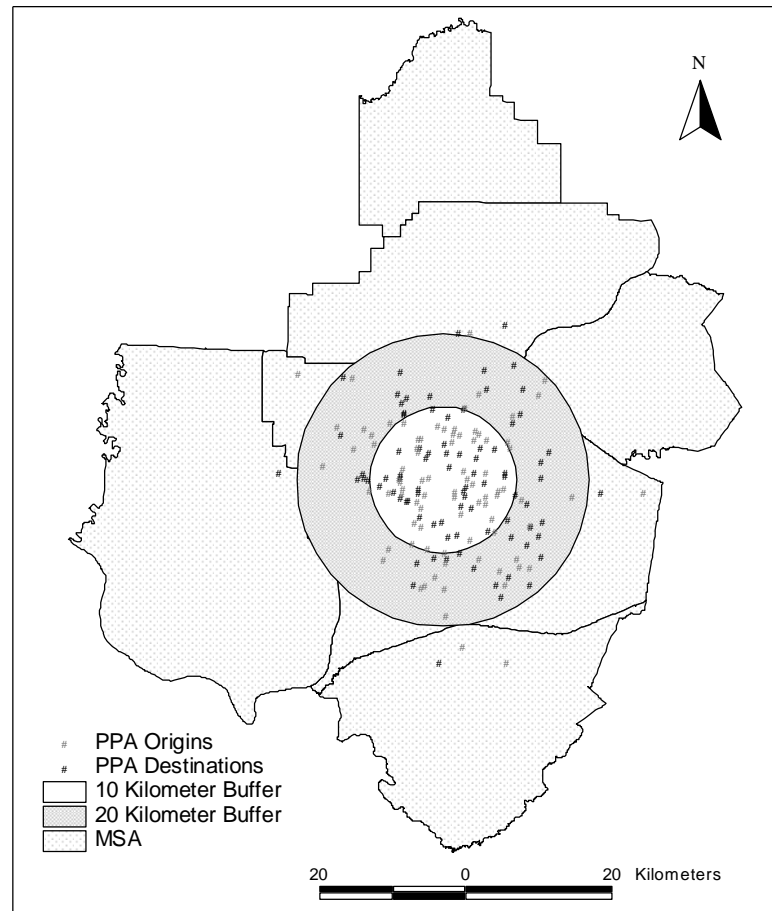 N
# PPA Origins
# PPA Destinations
10 Kilometer Buffer
20 Kilometer Buffer
MSA
20 0 20 Kilometers